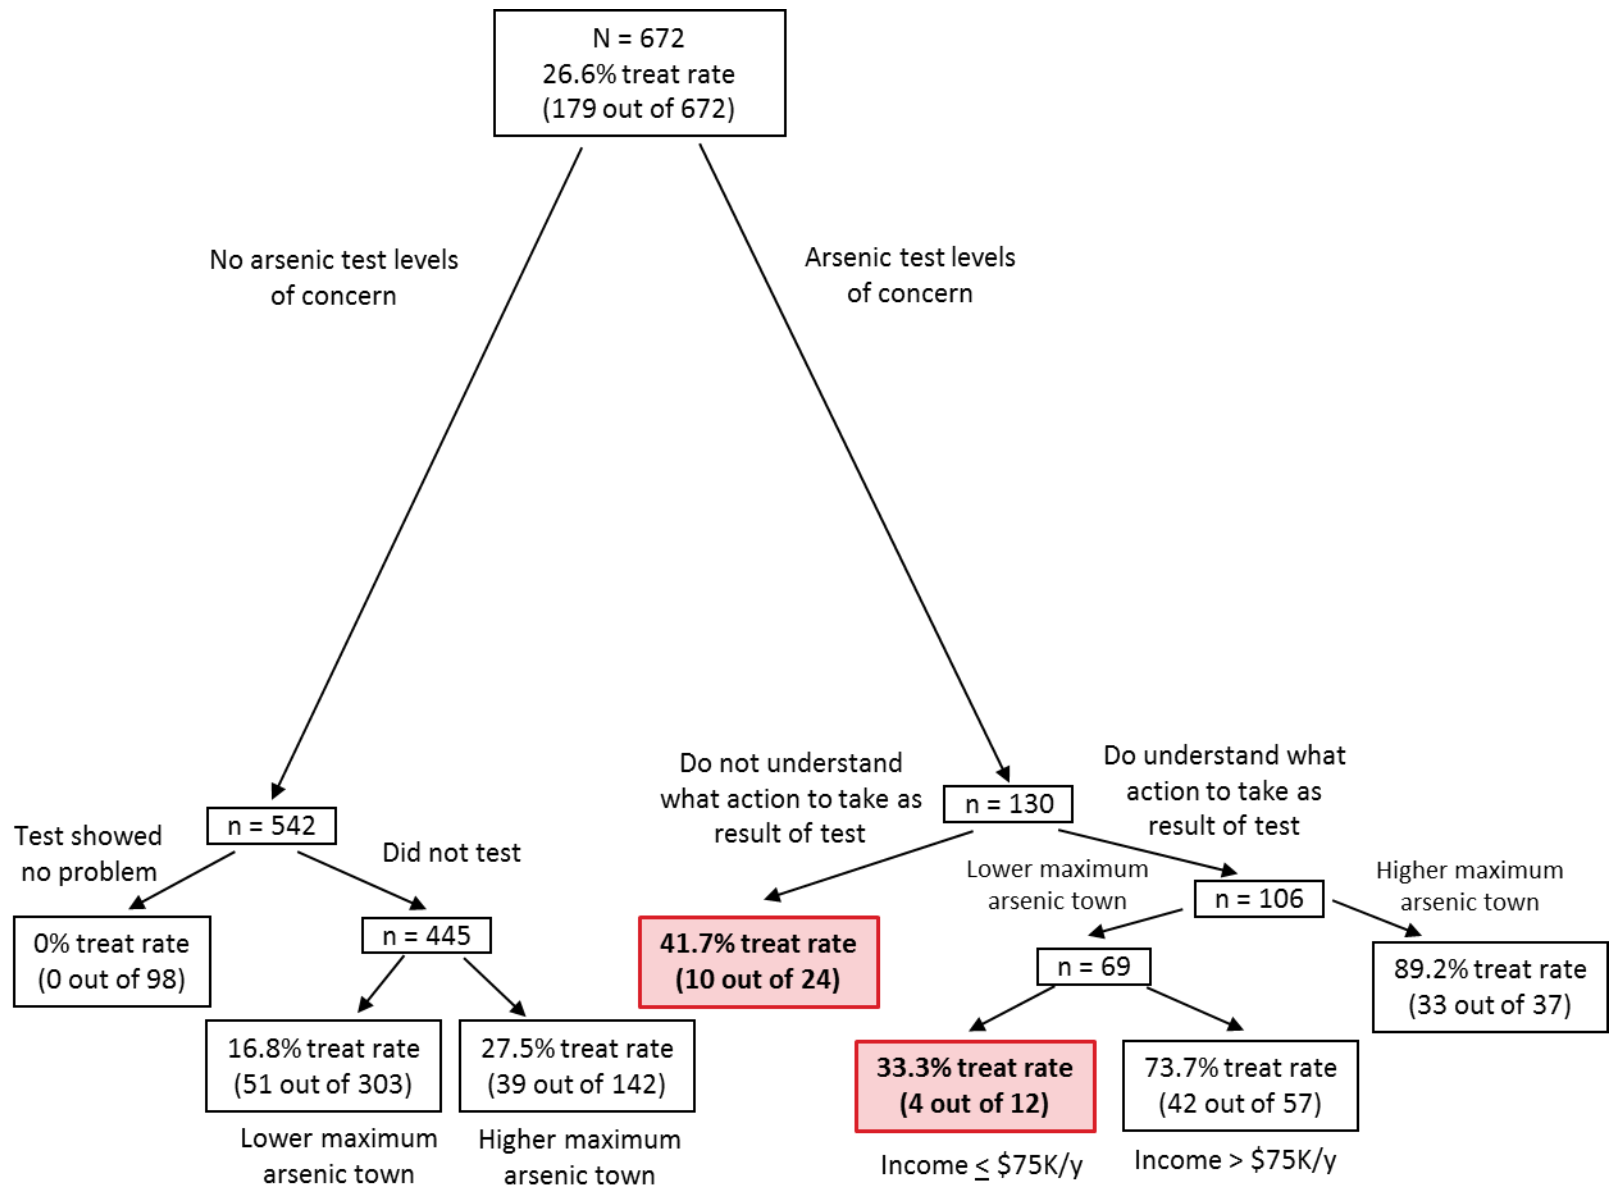 N = 672
26.6% treat rate
(179 out of 672)
No arsenic test levels
of concern
Arsenic test levels
of concern
n = 542
Test showed
no problem
Did not test
0% treat rate
(0 out of 98)
n = 445
16.8% treat rate
(51 out of 303)
Lower maximum
arsenic town
27.5% treat rate
(39 out of 142)
Higher maximum
arsenic town
n = 130
Do not understand
what action to take as
result of test
Do understand what
action to take as
result of test
41.7% treat rate
(10 out of 24)
n = 106
Lower maximum
arsenic town
Higher maximum
arsenic town
n = 69
89.2% treat rate
(33 out of 37)
33.3% treat rate
(4 out of 12)
Income ≤ $75K/y
73.7% treat rate
(42 out of 57)
Income > $75K/y